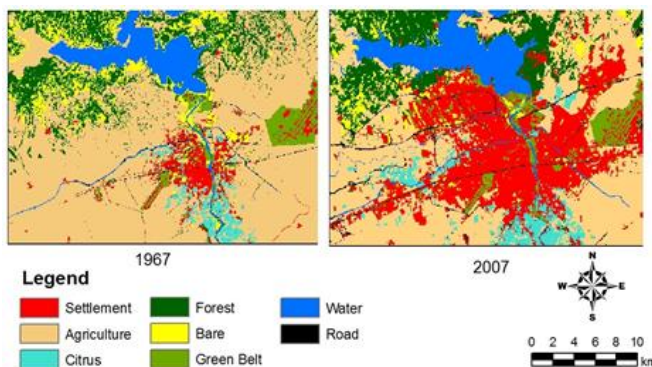 1967
2007
Legend
Settlement
Forest
Water
Agriculture
Bare
Road
Citrus
Green Belt
N
W E
S
0 2 4 6 8 10
km